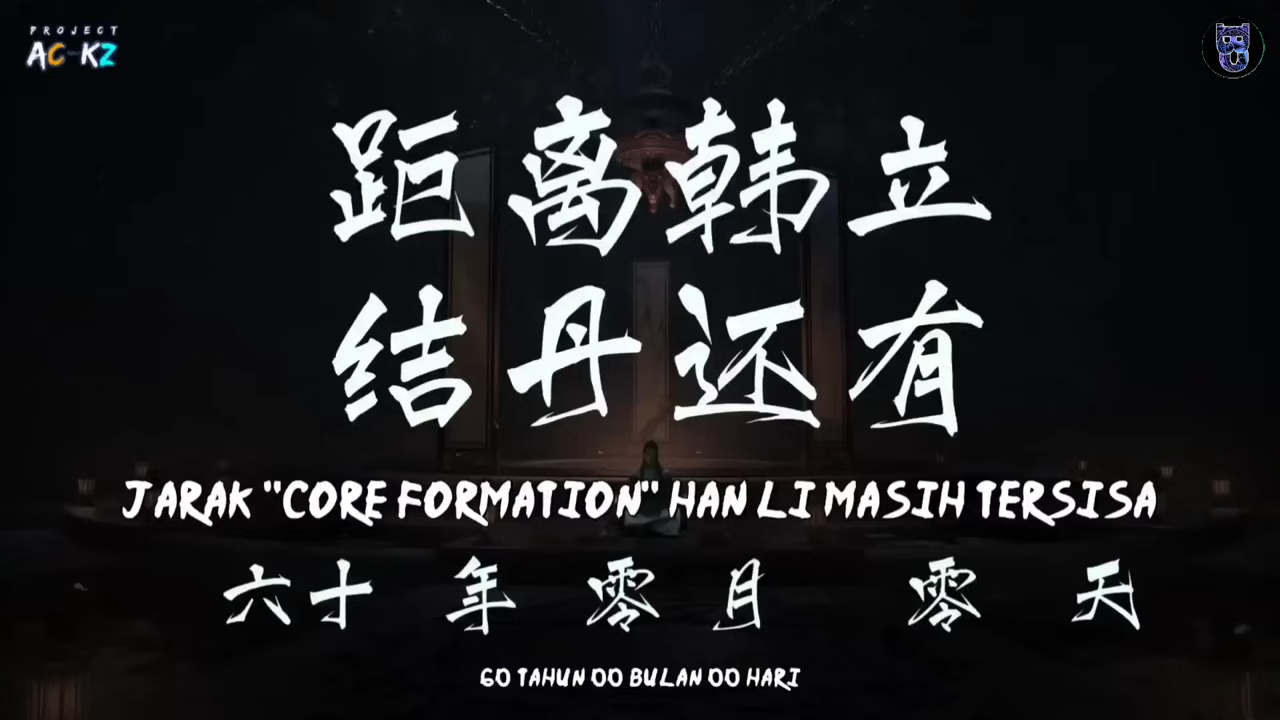 PROJECT
AC-KZ
距离韩立
结丹还有
JARAK "CORE FORMATION" HAN LI MASIH TERSISA
六十 年 零 月 零 天
60 TAHUN 00 BULAN 00 HARI